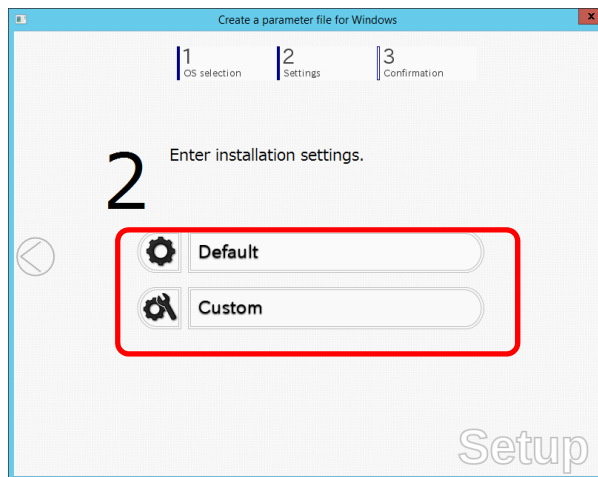 Create a parameter file for Windows
x
1
OS selection
2
Settings
3
Confirmation
2
Enter installation settings.
Default
Custom
Setup